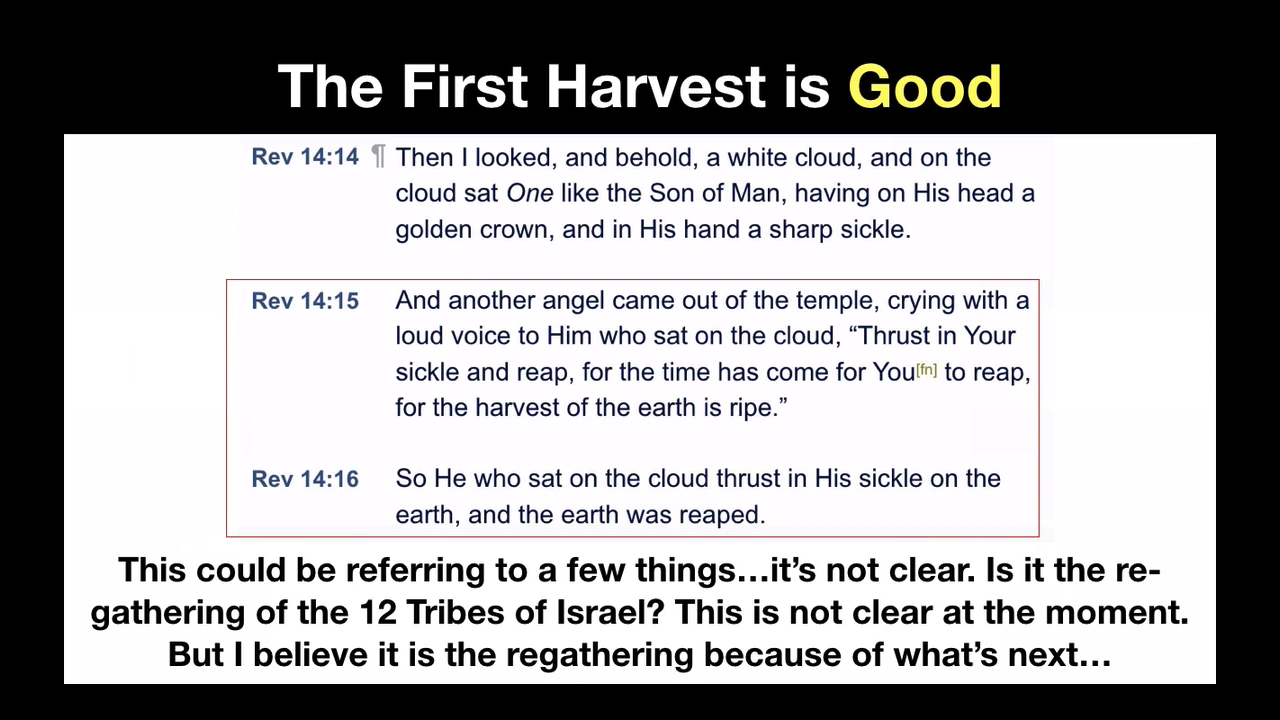 The First Harvest is Good
Rev 14:14 ¶ Then I looked, and behold, a white cloud, and on the
cloud sat One like the Son of Man, having on His head a
golden crown, and in His hand a sharp sickle.
Rev 14:15 And another angel came out of the temple, crying with a
loud voice to Him who sat on the cloud, “Thrust in Your
sickle and reap, for the time has come for You[fn] to reap,
for the harvest of the earth is ripe.”
Rev 14:16 So He who sat on the cloud thrust in His sickle on the
earth, and the earth was reaped.
This could be referring to a few things…it’s not clear. Is it the re-
gathering of the 12 Tribes of Israel? This is not clear at the moment.
But I believe it is the regathering because of what’s next…